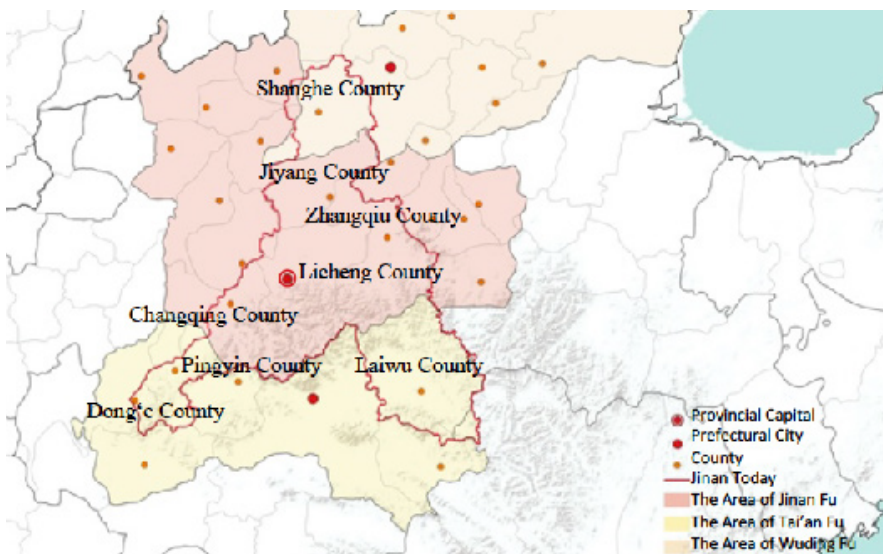 Shanghe County
Jiyang County
Zhangqiu County
Licheng County
Changqing County
Pingyin County
Laiwu County
Dong'e County
Provincial Capital
Prefectural City
County
Jinan Today
The Area of Jinan Fu
The Area of Tai'an Fu
The Area of Wuding Fu